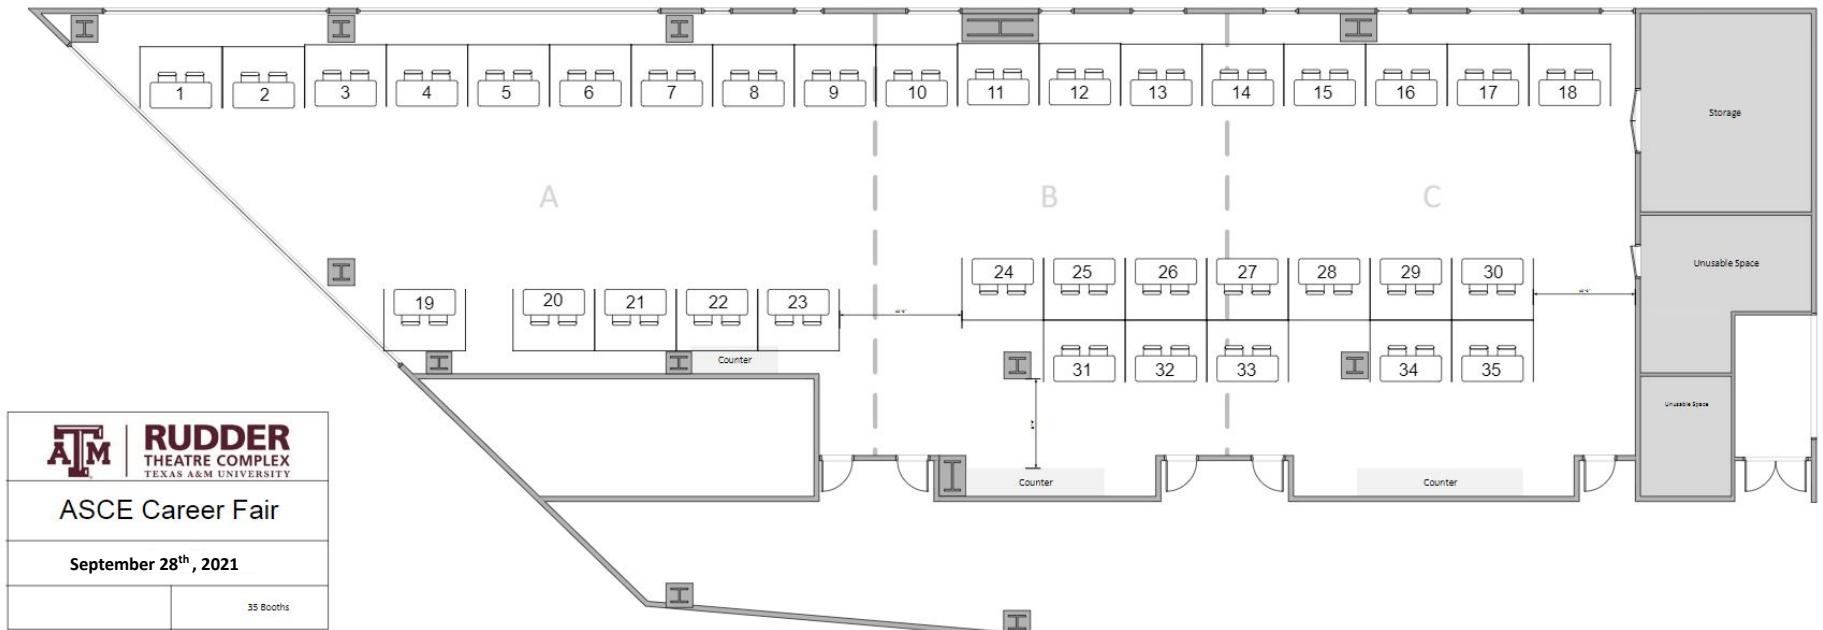 1 2 3 4 5 6 7 8 9 10 11 12 13 14 15 16 17 18
Storage
A B C
Unusable Space
24 25 26 27 28 29 30
19 20 21 22 23
Counter
31 32 33 34 35
Unusable Space
Counter
Counter
ATM
RUDDER
THEATRE COMPLEX
TEXAS A&M UNIVERSITY
ASCE Career Fair
September 28th , 2021
35 Booths